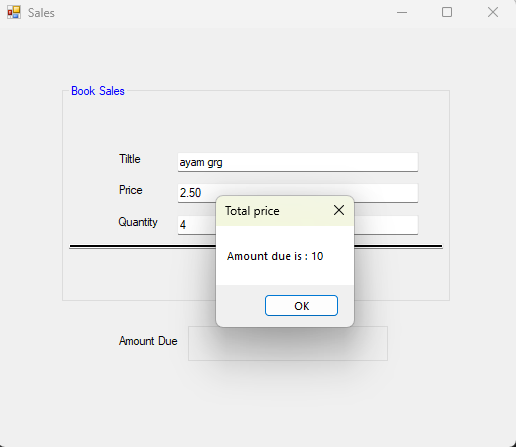 Sales
Book Sales
Tiltle
ayam grg
Price
2.50
Quantity
4
Total price
Amount due is : 10
OK
Amount Due